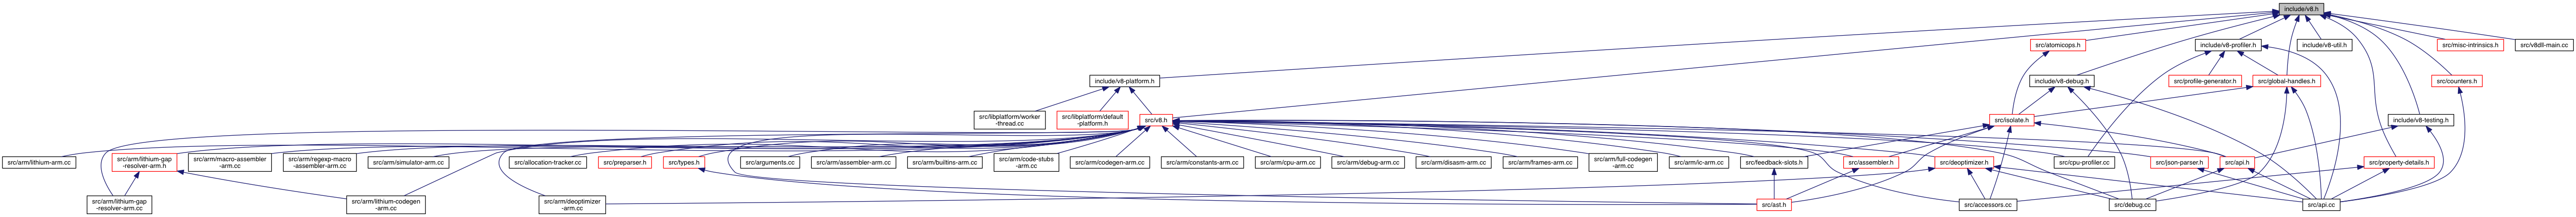 include/v8.h
src/atomicops.h
include/v8-profiler.h
include/v8-util.h
src/misc-intrinsics.h
src/v8dll-main.cc
include/v8-platform.h
include/v8-debug.h
src/profile-generator.h
src/global-handles.h
src/counters.h
src/libplatform/worker
-thread.cc
src/libplatform/default
-platform.h
src/v8.h
src/isolate.h
include/v8-testing.h
src/arm/lithium-arm.cc
src/arm/lithium-gap
-resolver-arm.h
src/arm/macro-assembler
-arm.cc
src/arm/regexp-macro
-assembler-arm.cc
src/arm/simulator-arm.cc
src/allocation-tracker.cc
src/preparser.h
src/types.h
src/arguments.cc
src/arm/assembler-arm.cc
src/arm/builtins-arm.cc
src/arm/code-stubs
-arm.cc
src/arm/codegen-arm.cc
src/arm/constants-arm.cc
src/arm/cpu-arm.cc
src/arm/debug-arm.cc
src/arm/disasm-arm.cc
src/arm/frames-arm.cc
src/arm/full-codegen
-arm.cc
src/arm/ic-arm.cc
src/feedback-slots.h
src/assembler.h
src/deoptimizer.h
src/cpu-profiler.cc
src/json-parser.h
src/api.h
src/property-details.h
src/arm/lithium-gap
-resolver-arm.cc
src/arm/lithium-codegen
-arm.cc
src/arm/deoptimizer
-arm.cc
src/ast.h
src/accessors.cc
src/debug.cc
src/api.cc